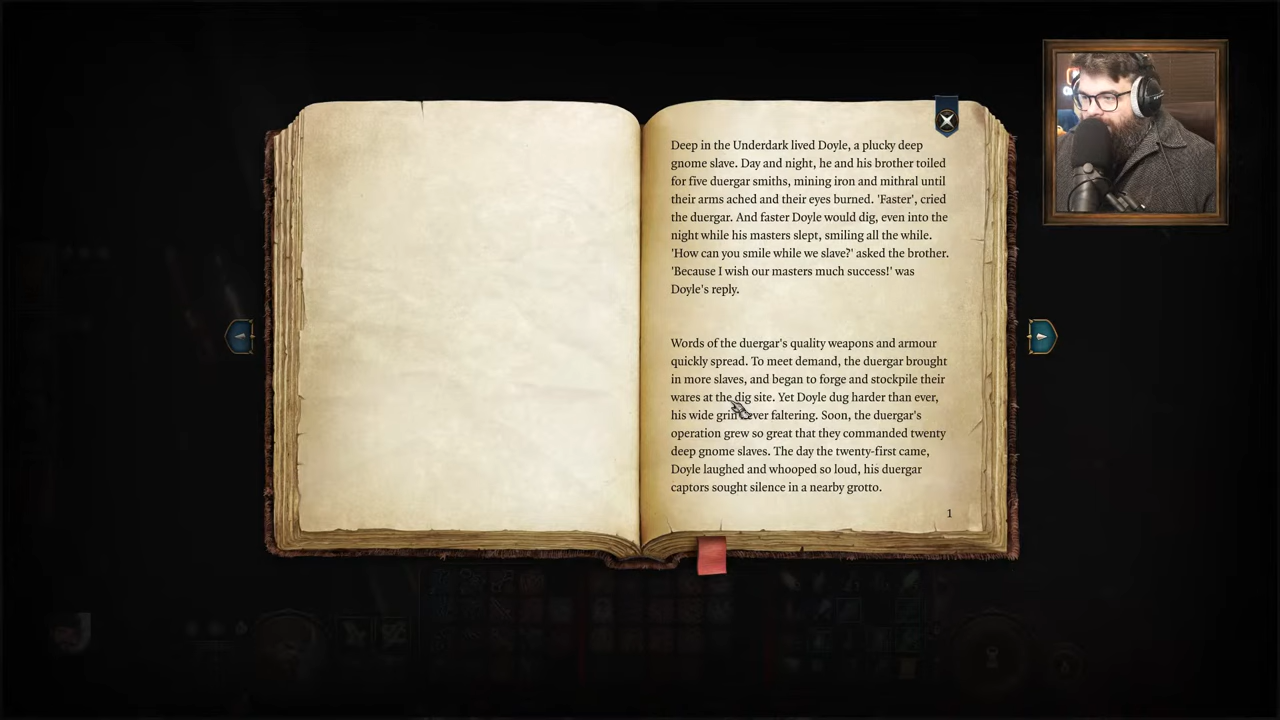 Deep in the Underdark lived Doyle, a plucky deep
gnome slave. Day and night, he and his brother toiled
for five duergar smiths, mining iron and mithral until
their arms ached and their eyes burned. 'Faster', cried
the duergar. And faster Doyle would dig, even into the
night while his masters slept, smiling all the while.
'How can you smile while we slave?' asked the brother.
'Because I wish our masters much success!' was
Doyle's reply.
Words of the duergar's quality weapons and armour
quickly spread. To meet demand, the duergar brought
in more slaves, and began to forge and stockpile their
wares at the dig site. Yet Doyle dug harder than ever,
his wide grin never faltering. Soon, the duergar's
operation grew so great that they commanded twenty
deep gnome slaves. The day the twenty-first came,
Doyle laughed and whooped so loud, his duergar
captors sought silence in a nearby grotto.
1